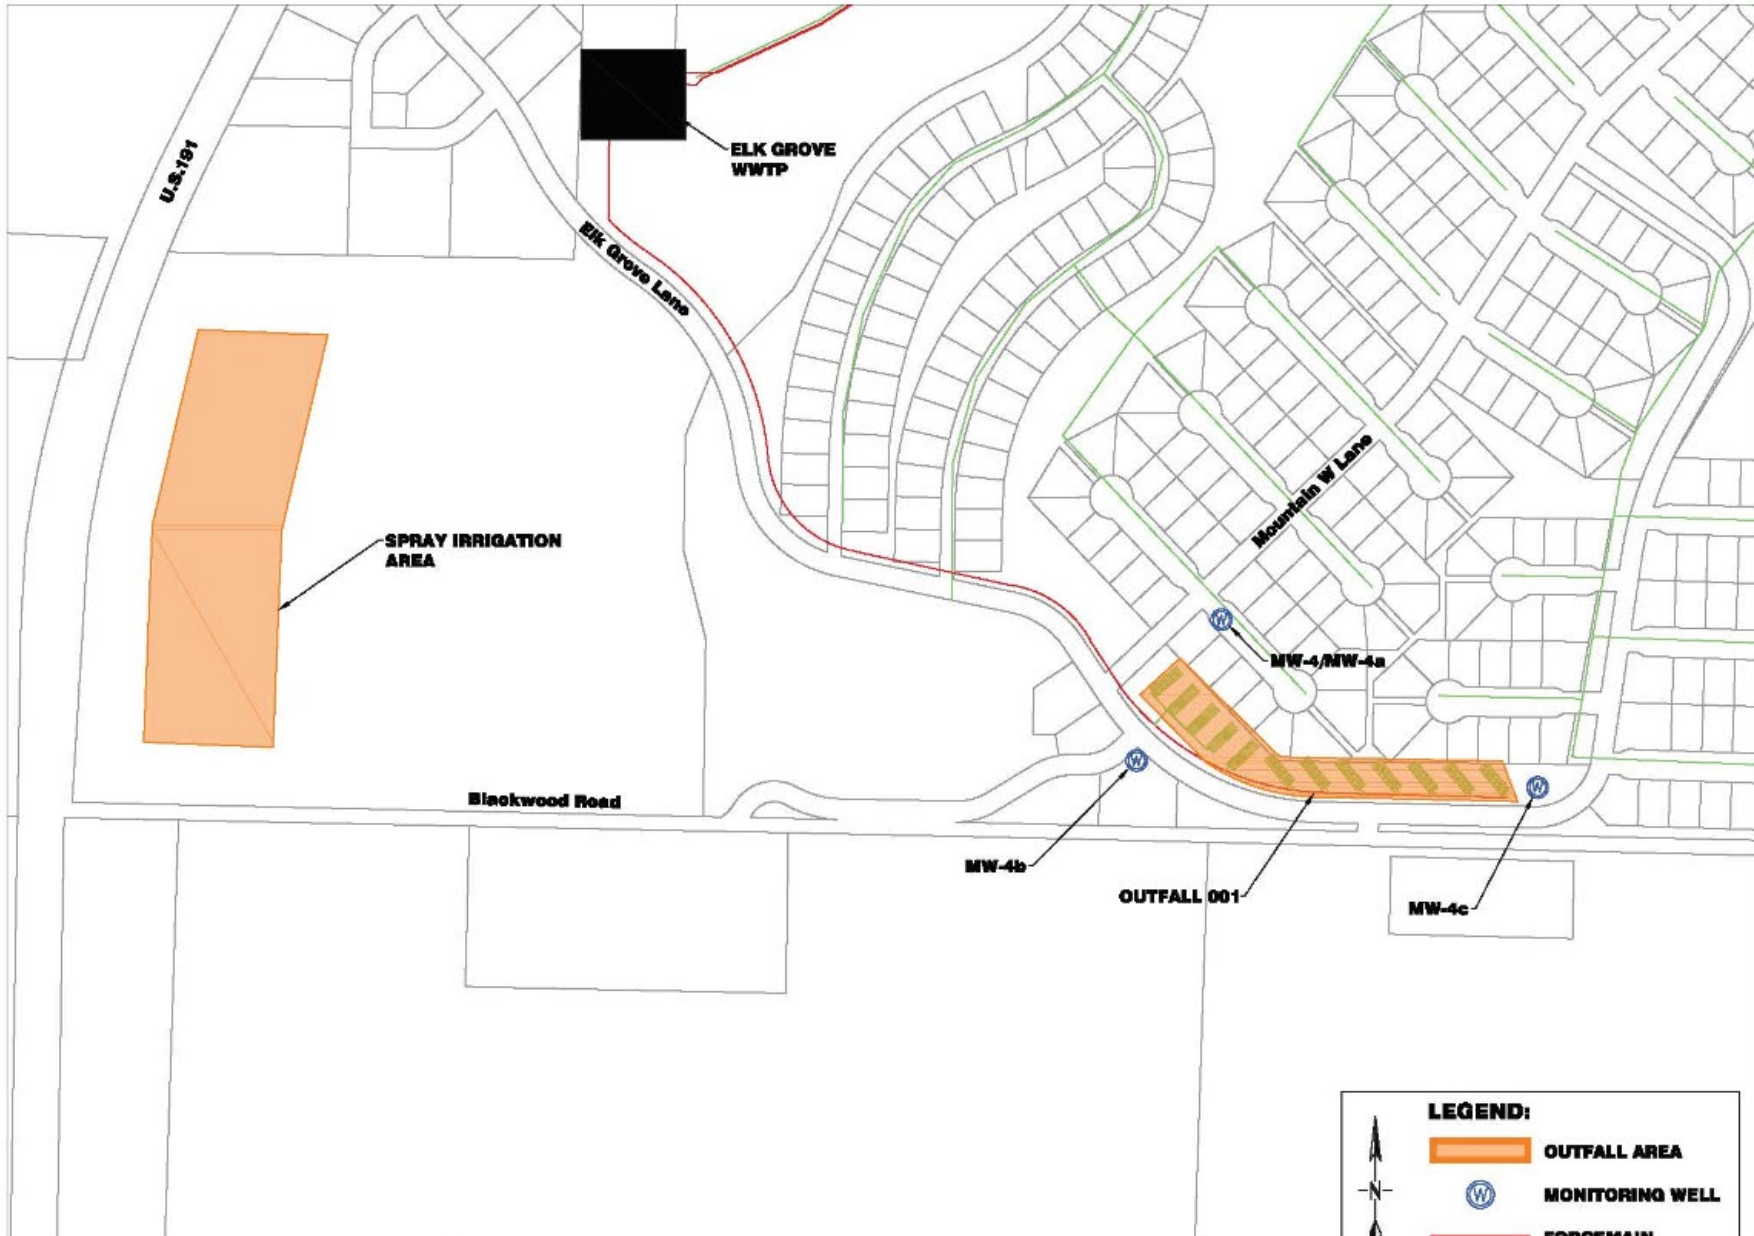 ELK GROVE
WWTP
U.S.191
Elk Grove Lane
Mountain W Lane
SPRAY IRRIGATION
AREA
MW-4/MW-4a
Blackwood Road
MW-4b
OUTFALL 001
MW-4c
LEGEND:
OUTFALL AREA
N
W MONITORING WELL
FORCEMAIN
W
W
W